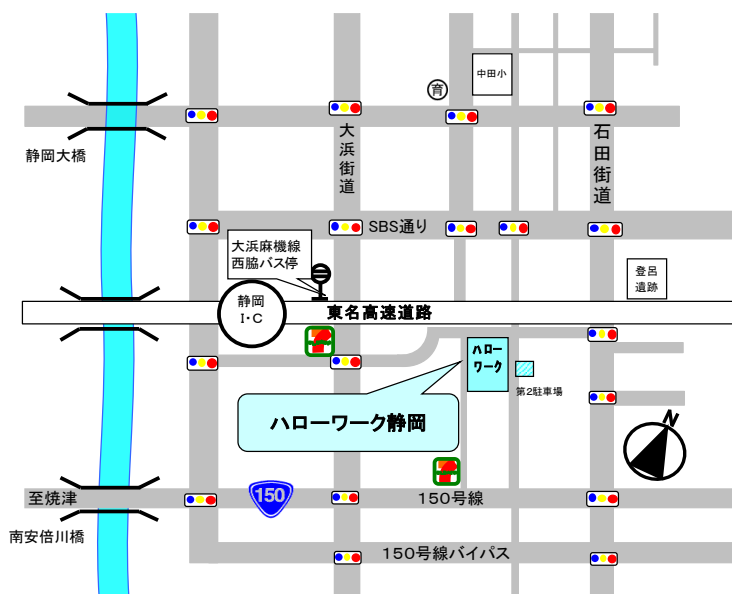 中田小
育
静岡大橋
大浜街道
石田街道
SBS通り
大浜麻機線
西脇バス停
登呂
遺跡
静岡
I・C
東名高速道路
ハロー
ワーク
第2駐車場
ハローワーク静岡
N
至焼津
150
150号線
南安倍川橋
150号線バイパス